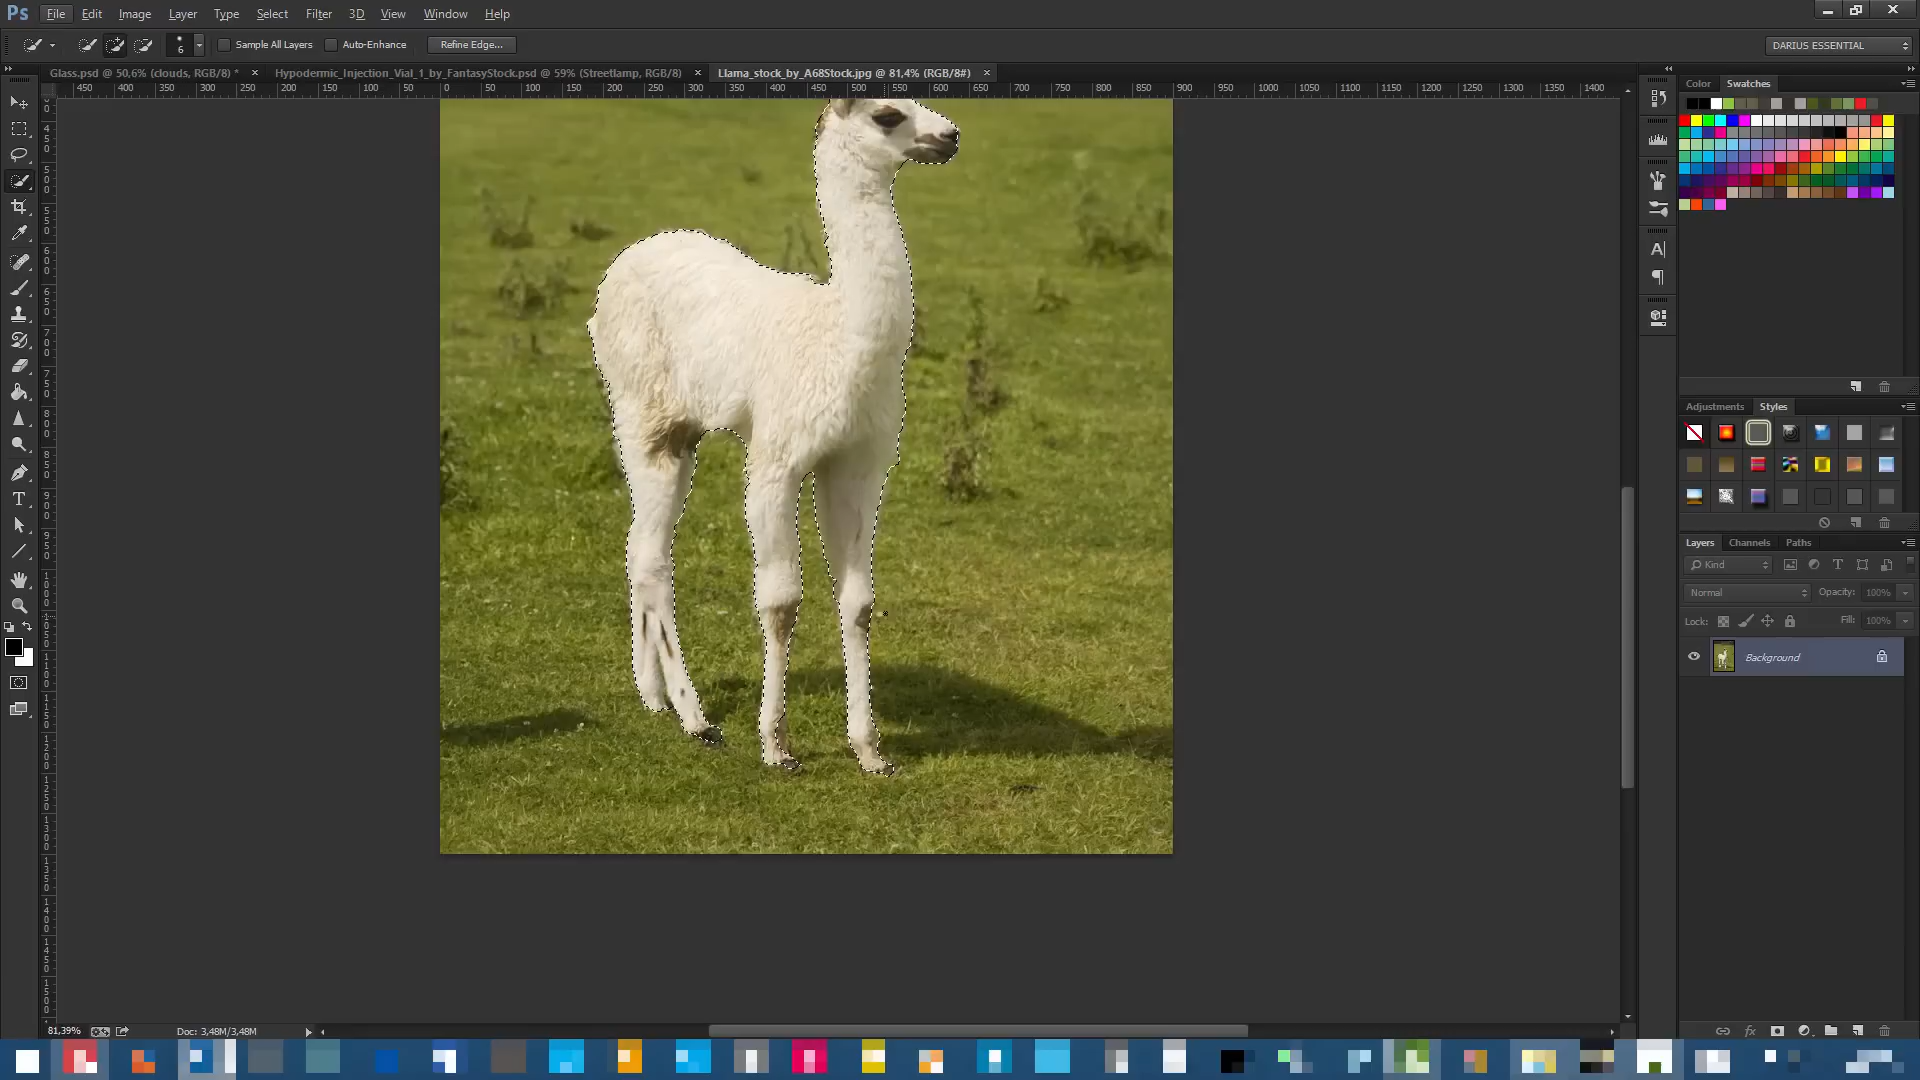 Ps File Edit Image Layer Type Select Filter 3D View Window Help
6 Sample All Layers Auto-Enhance Refine Edge... DARIUS ESSENTIAL
Glass.psd @ 50,6% (clouds, RGB/8) * × Hypodermic_Injection_Vial_1_by_FantasyStock.psd @ 59% (Streetlamp, RGB/8) × Llama_stock_by_A68Stock.jpg @ 81,4% (RGB/8#) ×
450 400 350 300 250 200 150 100 50 0 50 100 150 200 250 300 350 400 450 500 550 600 650 700 750 800 850 900 950 1000 1050 1100 1150 1200 1250 1300 1350 1400
Color Swatches
Adjustments Styles
Layers Channels Paths
Kind
Normal Opacity: 100%
Lock: Fill: 100%
Background
81,39% Doc: 3,48M/3,48M